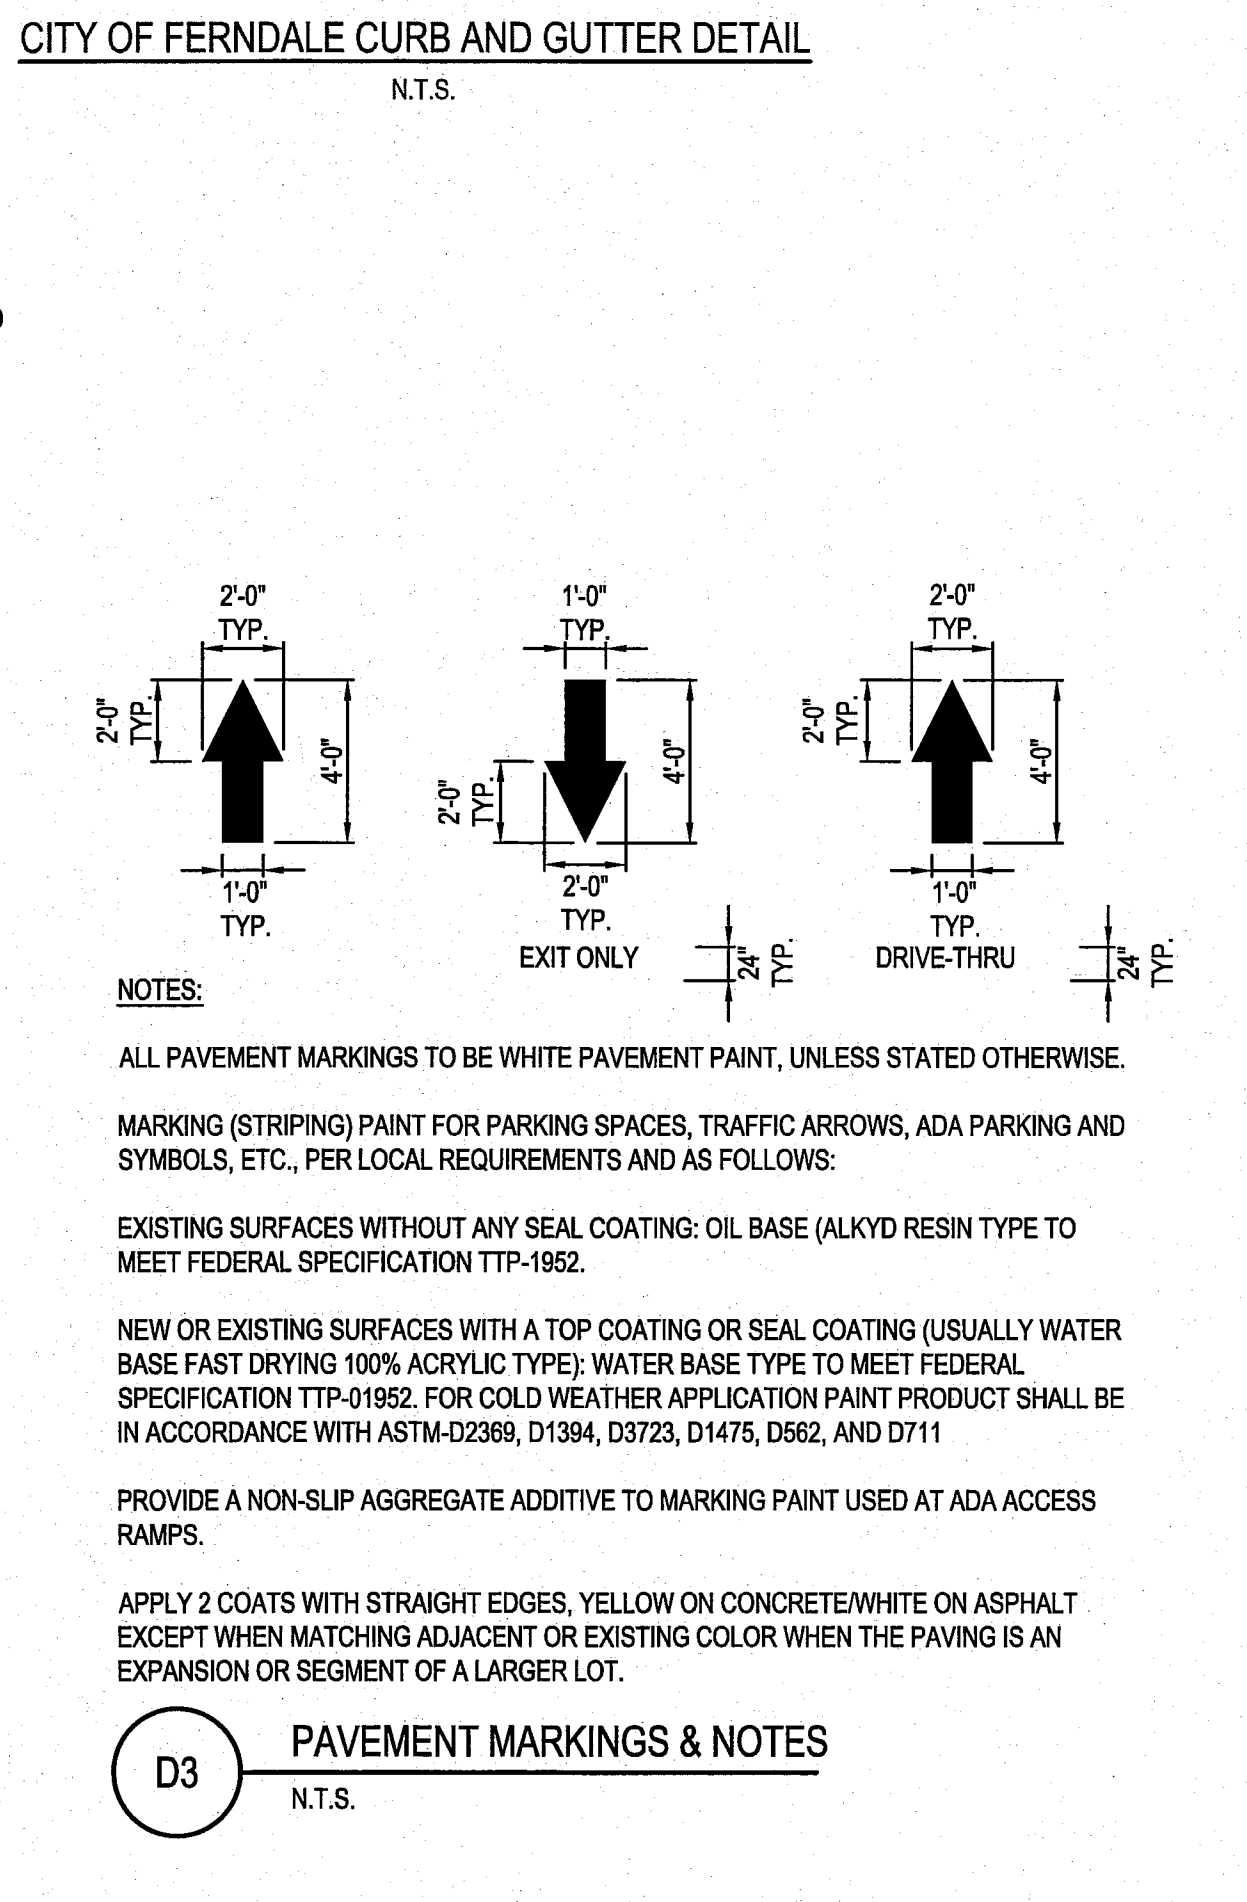 CITY OF FERNDALE CURB AND GUTTER DETAIL
N.T.S.
2'-0"
TYP.
2'-0"
TYP.
4'-0"
1'-0"
TYP.
1'-0"
TYP.
2'-0"
TYP.
4'-0"
2'-0"
TYP.
EXIT ONLY
24"
TYP.
2'-0"
TYP.
2'-0"
TYP.
4'-0"
1'-0"
TYP.
DRIVE-THRU
24"
TYP.
NOTES:
ALL PAVEMENT MARKINGS TO BE WHITE PAVEMENT PAINT, UNLESS STATED OTHERWISE.
MARKING (STRIPING) PAINT FOR PARKING SPACES, TRAFFIC ARROWS, ADA PARKING AND
SYMBOLS, ETC., PER LOCAL REQUIREMENTS AND AS FOLLOWS:
EXISTING SURFACES WITHOUT ANY SEAL COATING: OIL BASE (ALKYD RESIN TYPE TO
MEET FEDERAL SPECIFICATION TTP-1952.
NEW OR EXISTING SURFACES WITH A TOP COATING OR SEAL COATING (USUALLY WATER
BASE FAST DRYING 100% ACRYLIC TYPE): WATER BASE TYPE TO MEET FEDERAL
SPECIFICATION TTP-01952. FOR COLD WEATHER APPLICATION PAINT PRODUCT SHALL BE
IN ACCORDANCE WITH ASTM-D2369, D1394, D3723, D1475, D562, AND D711
PROVIDE A NON-SLIP AGGREGATE ADDITIVE TO MARKING PAINT USED AT ADA ACCESS
RAMPS.
APPLY 2 COATS WITH STRAIGHT EDGES, YELLOW ON CONCRETE/WHITE ON ASPHALT
EXCEPT WHEN MATCHING ADJACENT OR EXISTING COLOR WHEN THE PAVING IS AN
EXPANSION OR SEGMENT OF A LARGER LOT.
D3
PAVEMENT MARKINGS & NOTES
N.T.S.